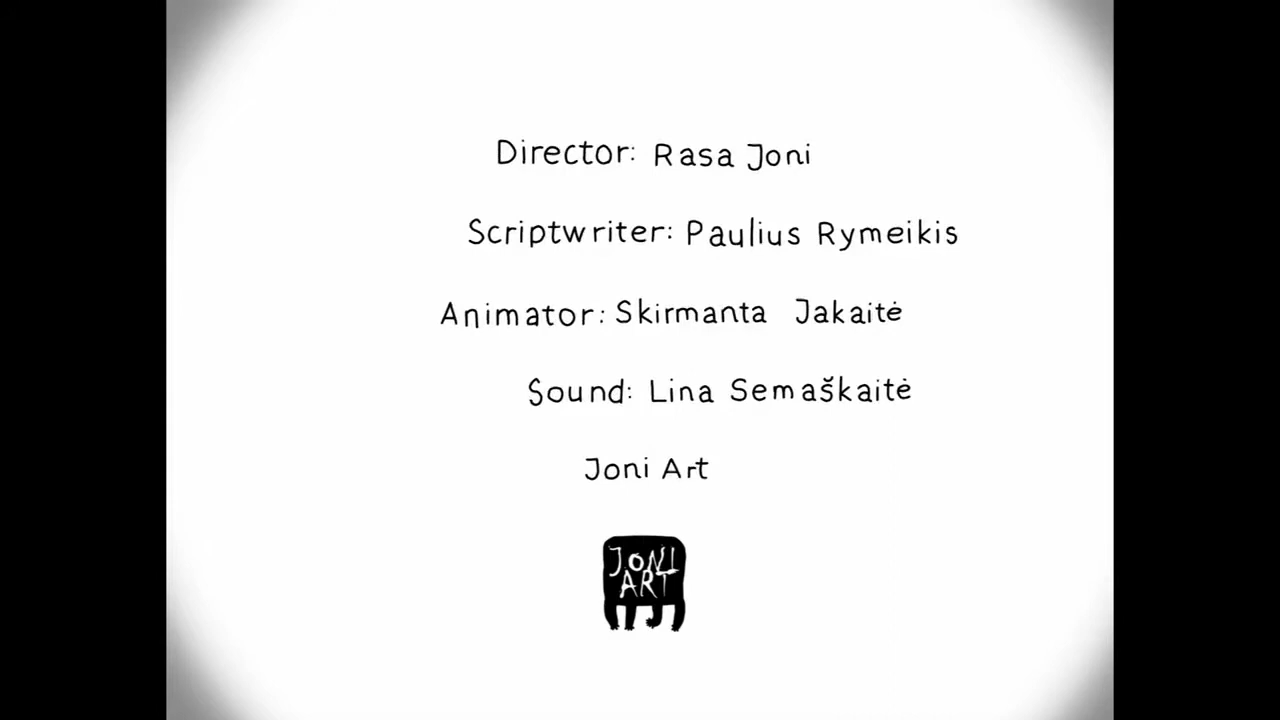 Director: Rasa Joni
Scriptwriter: Paulius Rymeikis
Animator: Skirmanta Jakaitė
Sound: Lina Semaškaitė
Joni Art
JONI
ART